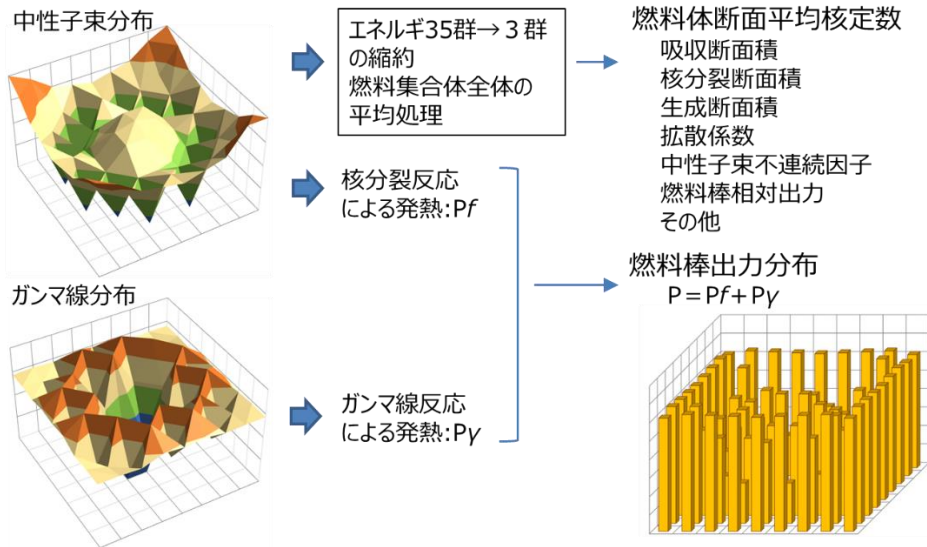 中性子束分布
エネルギ35群→３群
の縮約
燃料集合体全体の
平均処理
燃料体断面平均核定数
吸収断面積
核分裂断面積
生成断面積
拡散係数
中性子束不連続因子
燃料棒相対出力
その他
核分裂反応
による発熱:Pf
ガンマ線分布
ガンマ線反応
による発熱:Pγ
燃料棒出力分布
P＝Pf＋Pγ